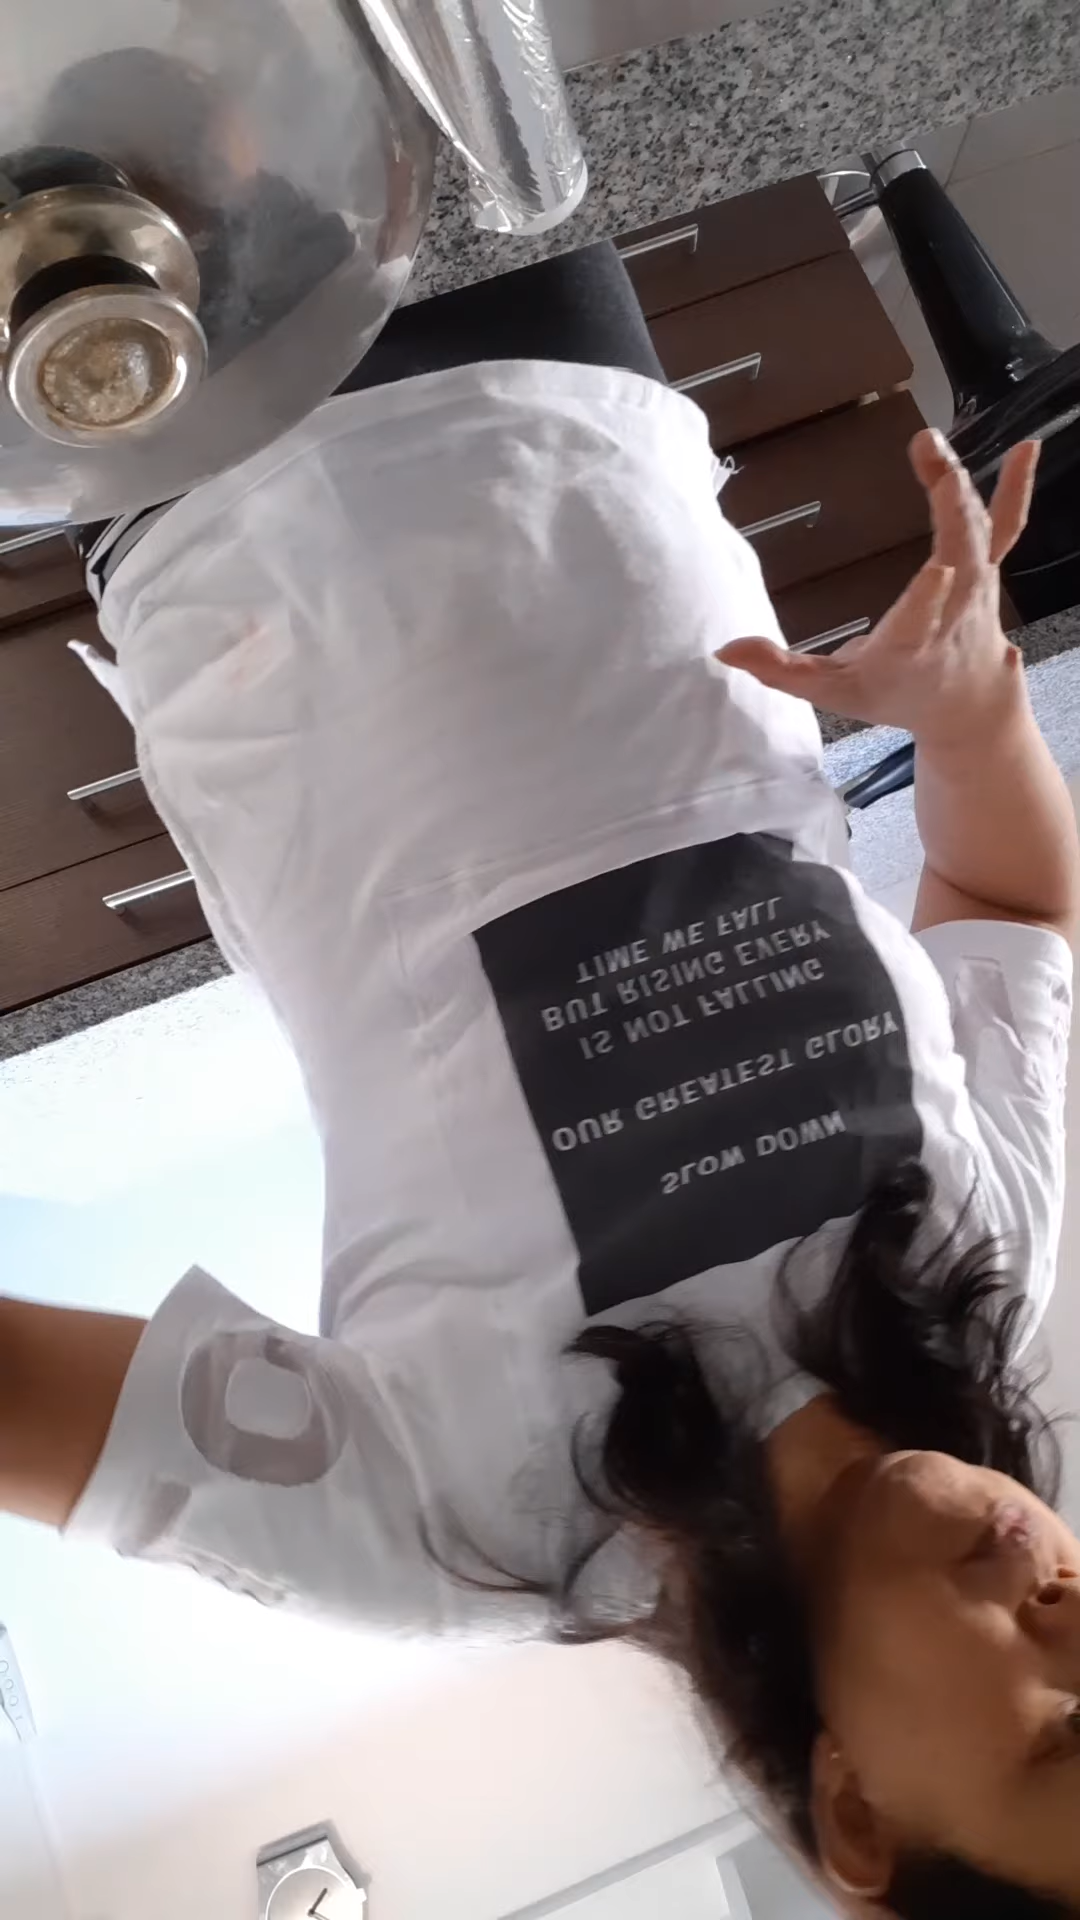 SLOW DOWN
OUR GREATEST GLORY
IS NOT FALLING
BUT RISING EVERY
TIME WE FALL